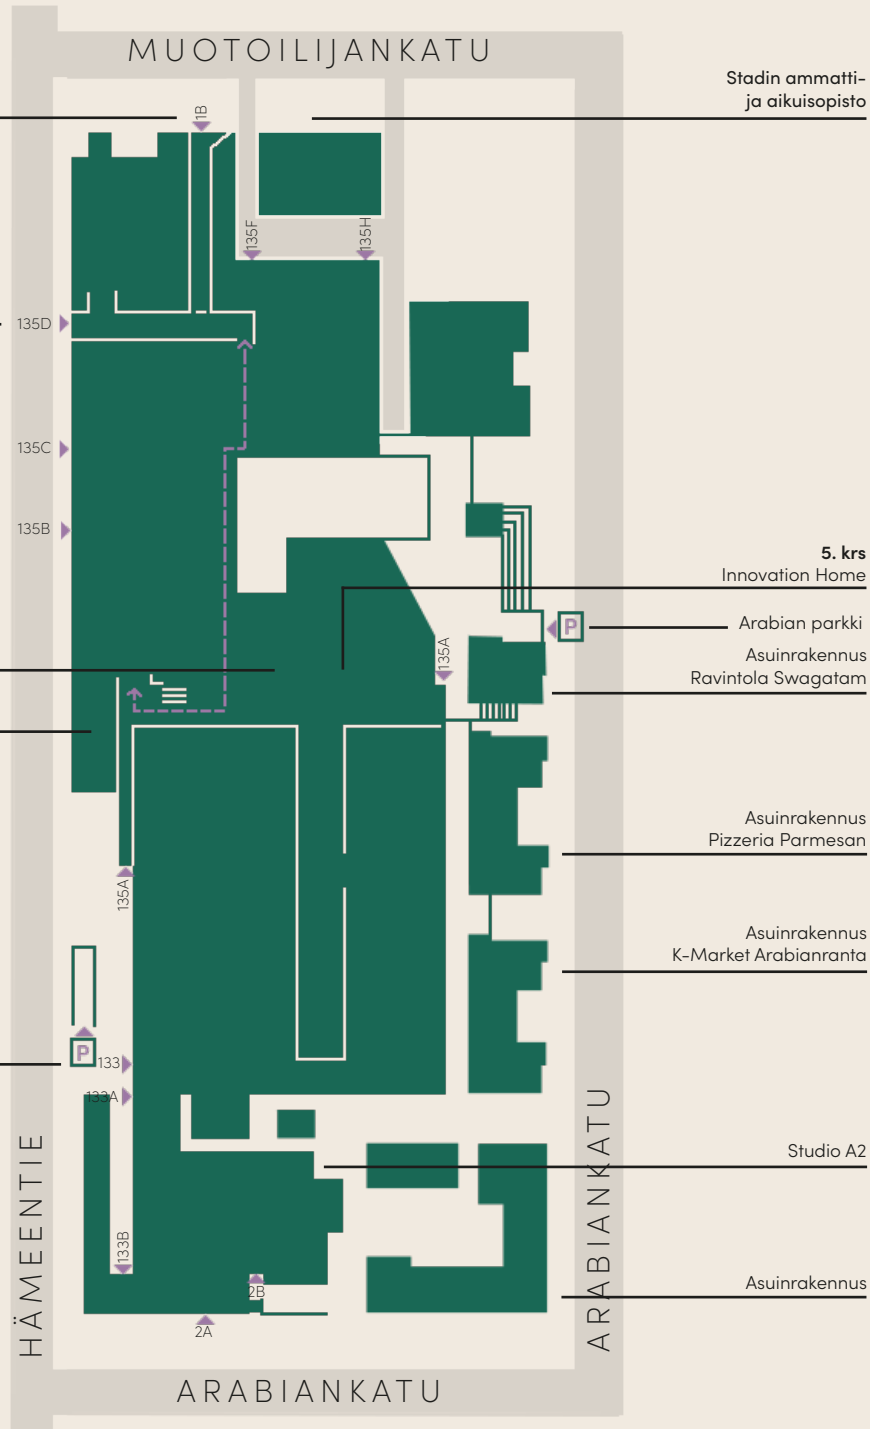 MUOTOILIJANKATU
Stadin ammatti-
ja aikuisopisto
1B
135F
135H
135D
135C
135B
5. krs
Innovation Home
P
Arabian parkki
135A
Asuinrakennus
Ravintola Swagatam
Asuinrakennus
Pizzeria Parmesan
135A
Asuinrakennus
K-Market Arabianranta
P
133
133A
HÄMEENTIE
ARABIANKATU
Studio A2
133B
2B
Asuinrakennus
2A
ARABIANKATU